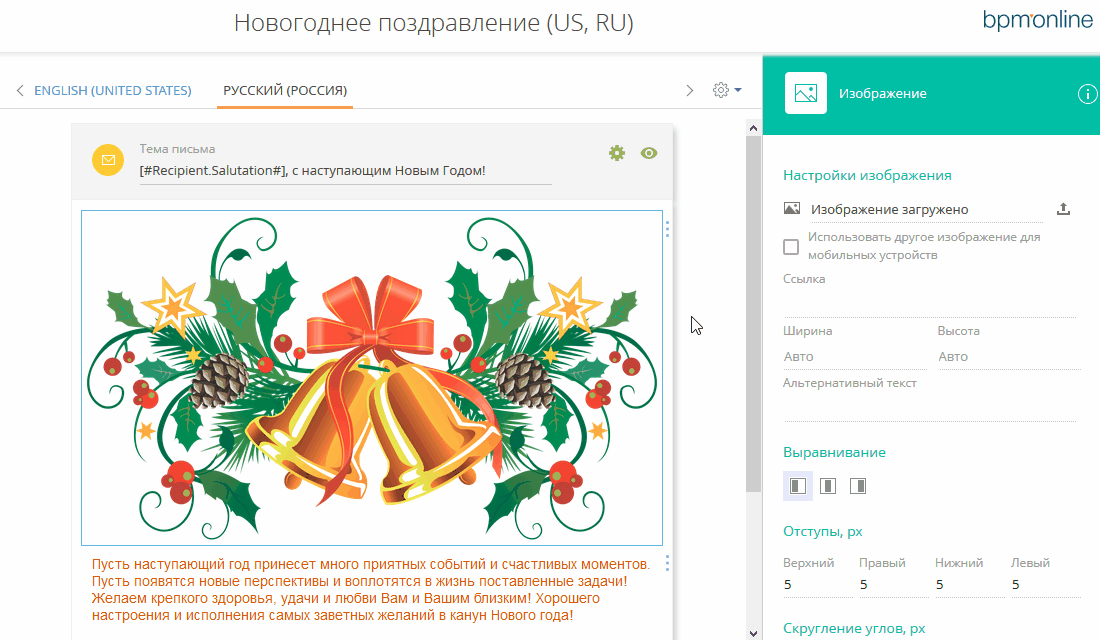 Новогоднее поздравление (US, RU)
bpm'online
ENGLISH (UNITED STATES) РУССКИЙ (РОССИЯ)
Изображение
Тема письма
[#Recipient.Salutation#], с наступающим Новым Годом!
Пусть наступающий год принесет много приятных событий и счастливых моментов.
Пусть появятся новые перспективы и воплотятся в жизнь поставленные задачи!
Желаем крепкого здоровья, удачи и любви Вам и Вашим близким! Хорошего
настроения и исполнения самых заветных желаний в канун Нового года!
Настройки изображения
Изображение загружено
Использовать другое изображение для
мобильных устройств
Ссылка
Ширина Высота
Авто Авто
Альтернативный текст
Выравнивание
Отступы, px
Верхний Правый Нижний Левый
5 5 5 5
Скругление углов, px